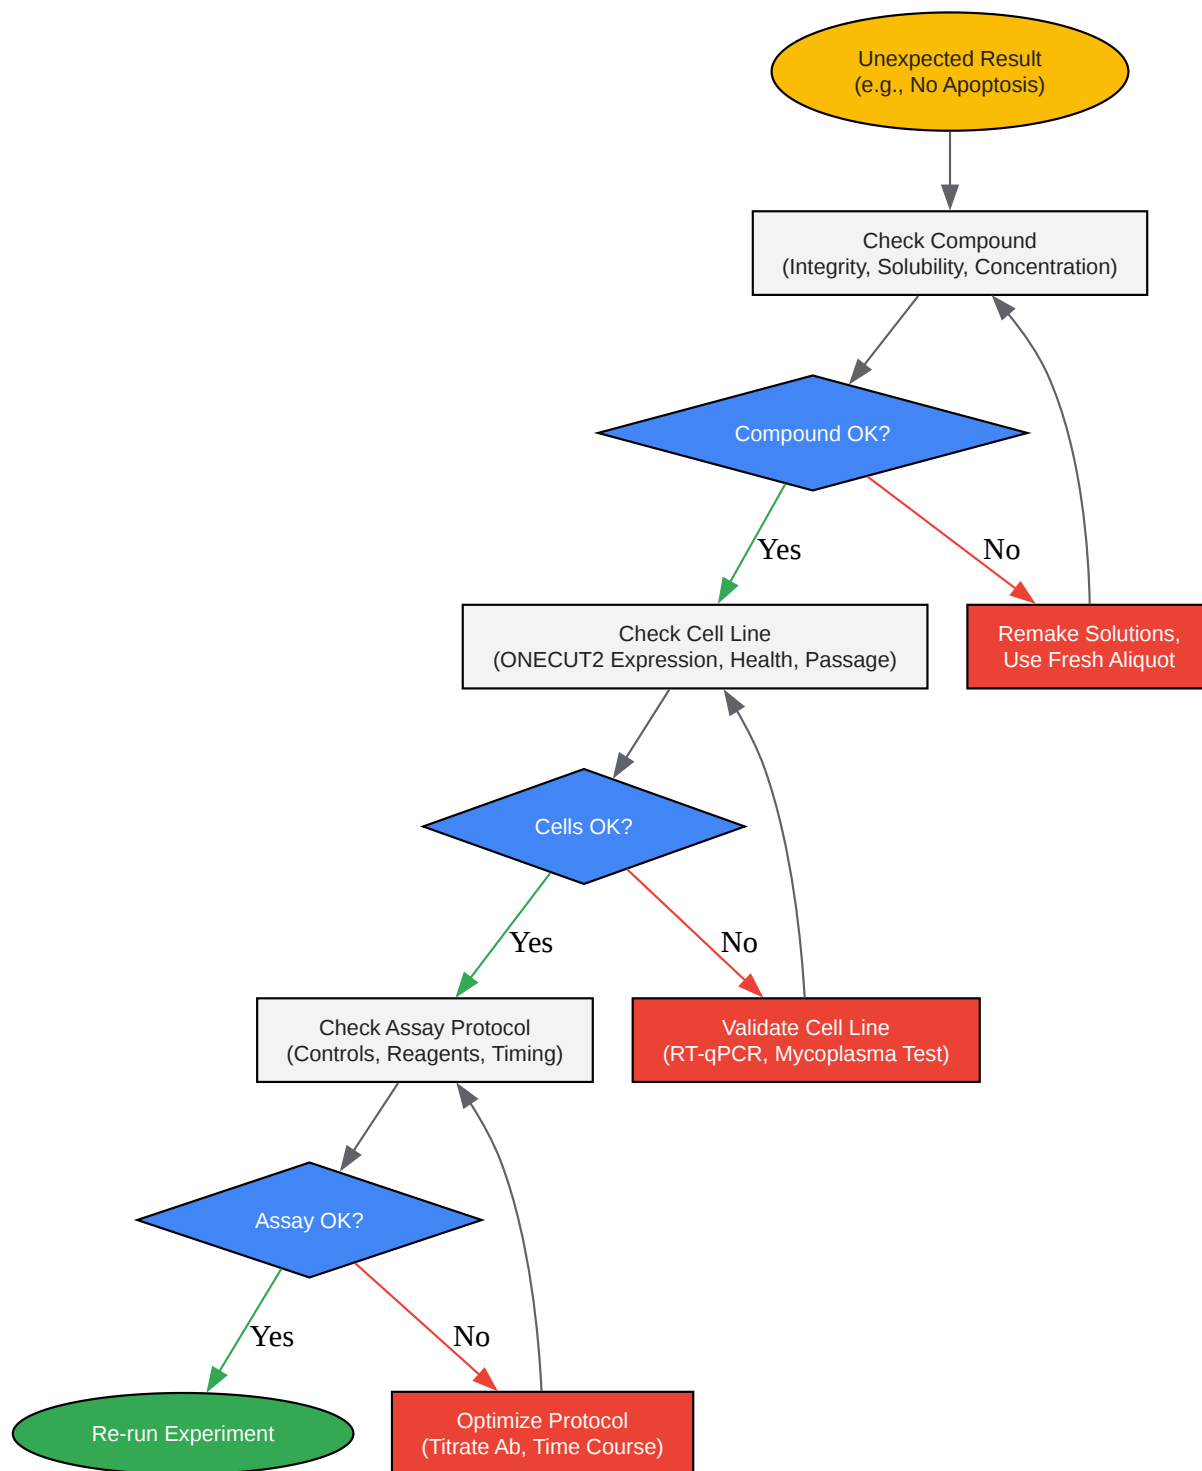 Unexpected Result
(e.g., No Apoptosis)
Check Compound
(Integrity, Solubility, Concentration)
Compound OK?
Yes
No
Check Cell Line
(ONECUT2 Expression, Health, Passage)
Remake Solutions,
Use Fresh Aliquot
Cells OK?
Yes
No
Check Assay Protocol
(Controls, Reagents, Timing)
Validate Cell Line
(RT-qPCR, Mycoplasma Test)
Assay OK?
Yes
No
Re-run Experiment
Optimize Protocol
(Titrate Ab, Time Course)